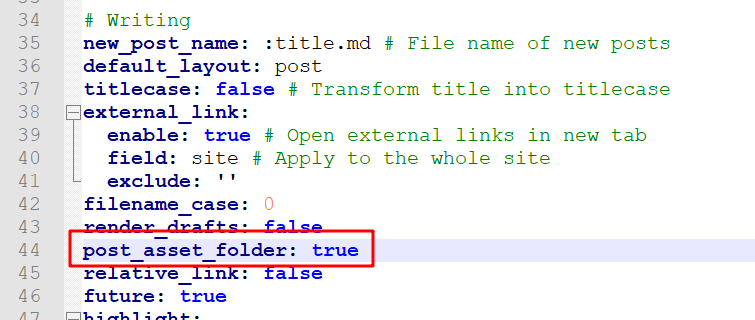 34 # Writing
35 new_post_name: :title.md # File name of new posts
36 default_layout: post
37 titlecase: false # Transform title into titlecase
38 external_link:
39 enable: true # Open external links in new tab
40 field: site # Apply to the whole site
41 exclude: ''
42 filename_case: 0
43 render_drafts: false
44 post_asset_folder: true
45 relative_link: false
46 future: true
47 highlight: